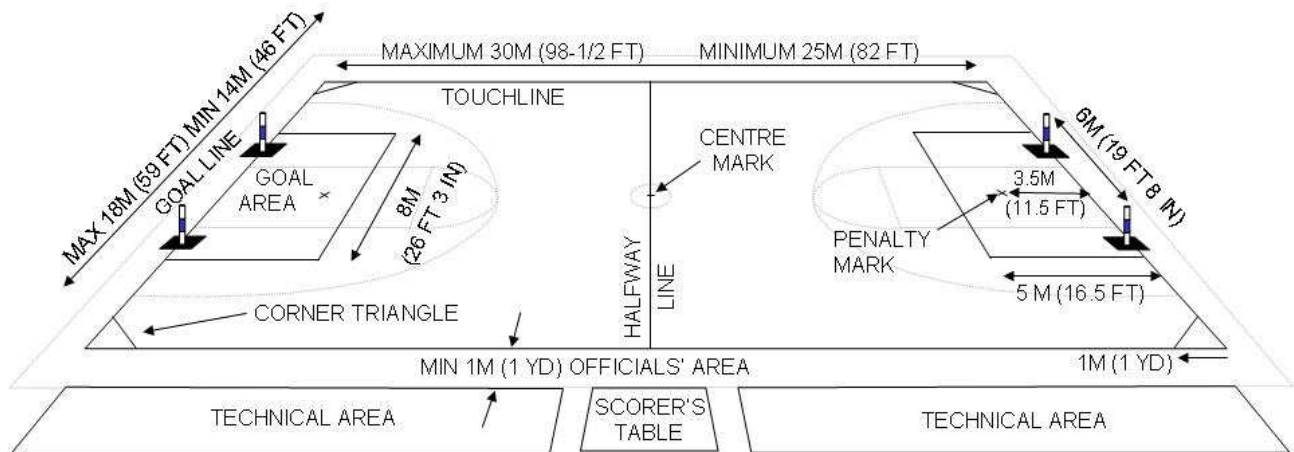 MAXIMUM 30M (98-1/2 FT)
MINIMUM 25M (82 FT)
MAX 18M (59 FT) MIN 14M (46 FT)
TOUCHLINE
GOAL LINE
CENTRE
MARK
6M (19 FT 8 IN)
GOAL
AREA
8M
(26 FT 3 IN)
3.5M
(11.5 FT)
PENALTY
MARK
HALFWAY
LINE
5 M (16.5 FT)
CORNER TRIANGLE
MIN 1M (1 YD) OFFICIALS' AREA
1M (1 YD)
TECHNICAL AREA
SCORER'S
TABLE
TECHNICAL AREA